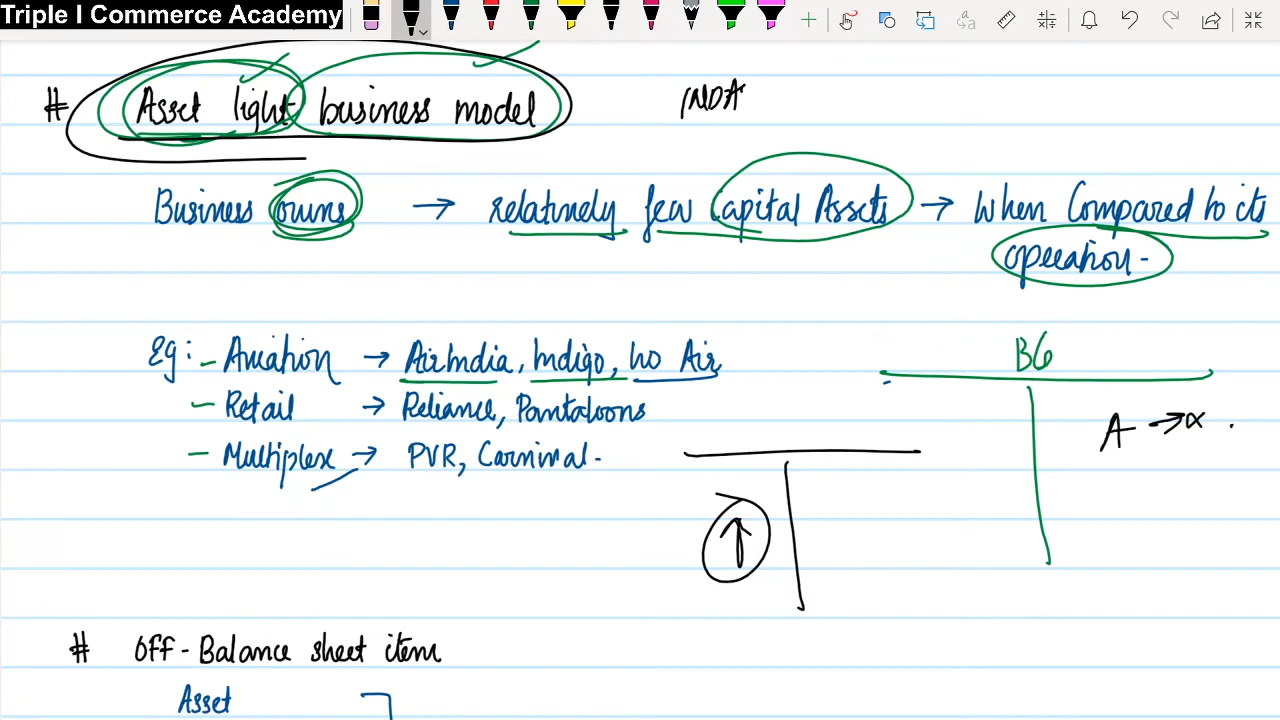 Triple I Commerce Academy
# Asset light business model INDA
Business owns → relatively few Capital Assets → When Compared to its
operation-
Eg: - Aviation → AirIndia, Indigo, Go Air
BG
- Retail → Reliance, Pantaloons
A → x
- Multiplex → PVR, Carnival-
↑
# Off-Balance sheet item
Asset